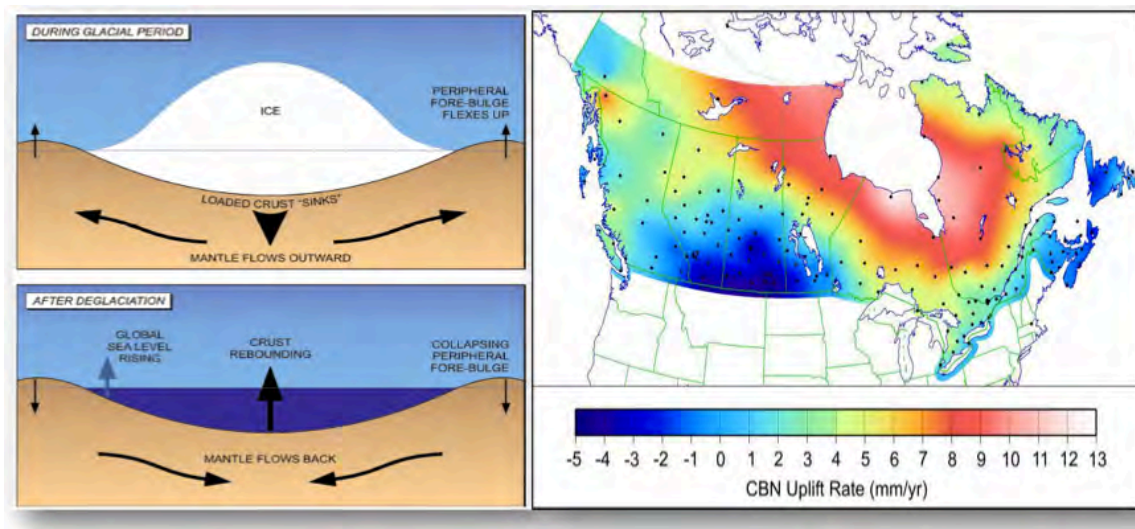 DURING GLACIAL PERIOD
ICE
PERIPHERAL
FORE-BULGE
FLEXES UP
LOADED CRUST "SINKS"
MANTLE FLOWS OUTWARD
AFTER DEGLACIATION
GLOBAL
SEA LEVEL
RISING
CRUST
REBOUNDING
COLLAPSING
PERIPHERAL
FORE-BULGE
MANTLE FLOWS BACK
-5 -4 -3 -2 -1 0 1 2 3 4 5 6 7 8 9 10 11 12 13
CBN Uplift Rate (mm/yr)